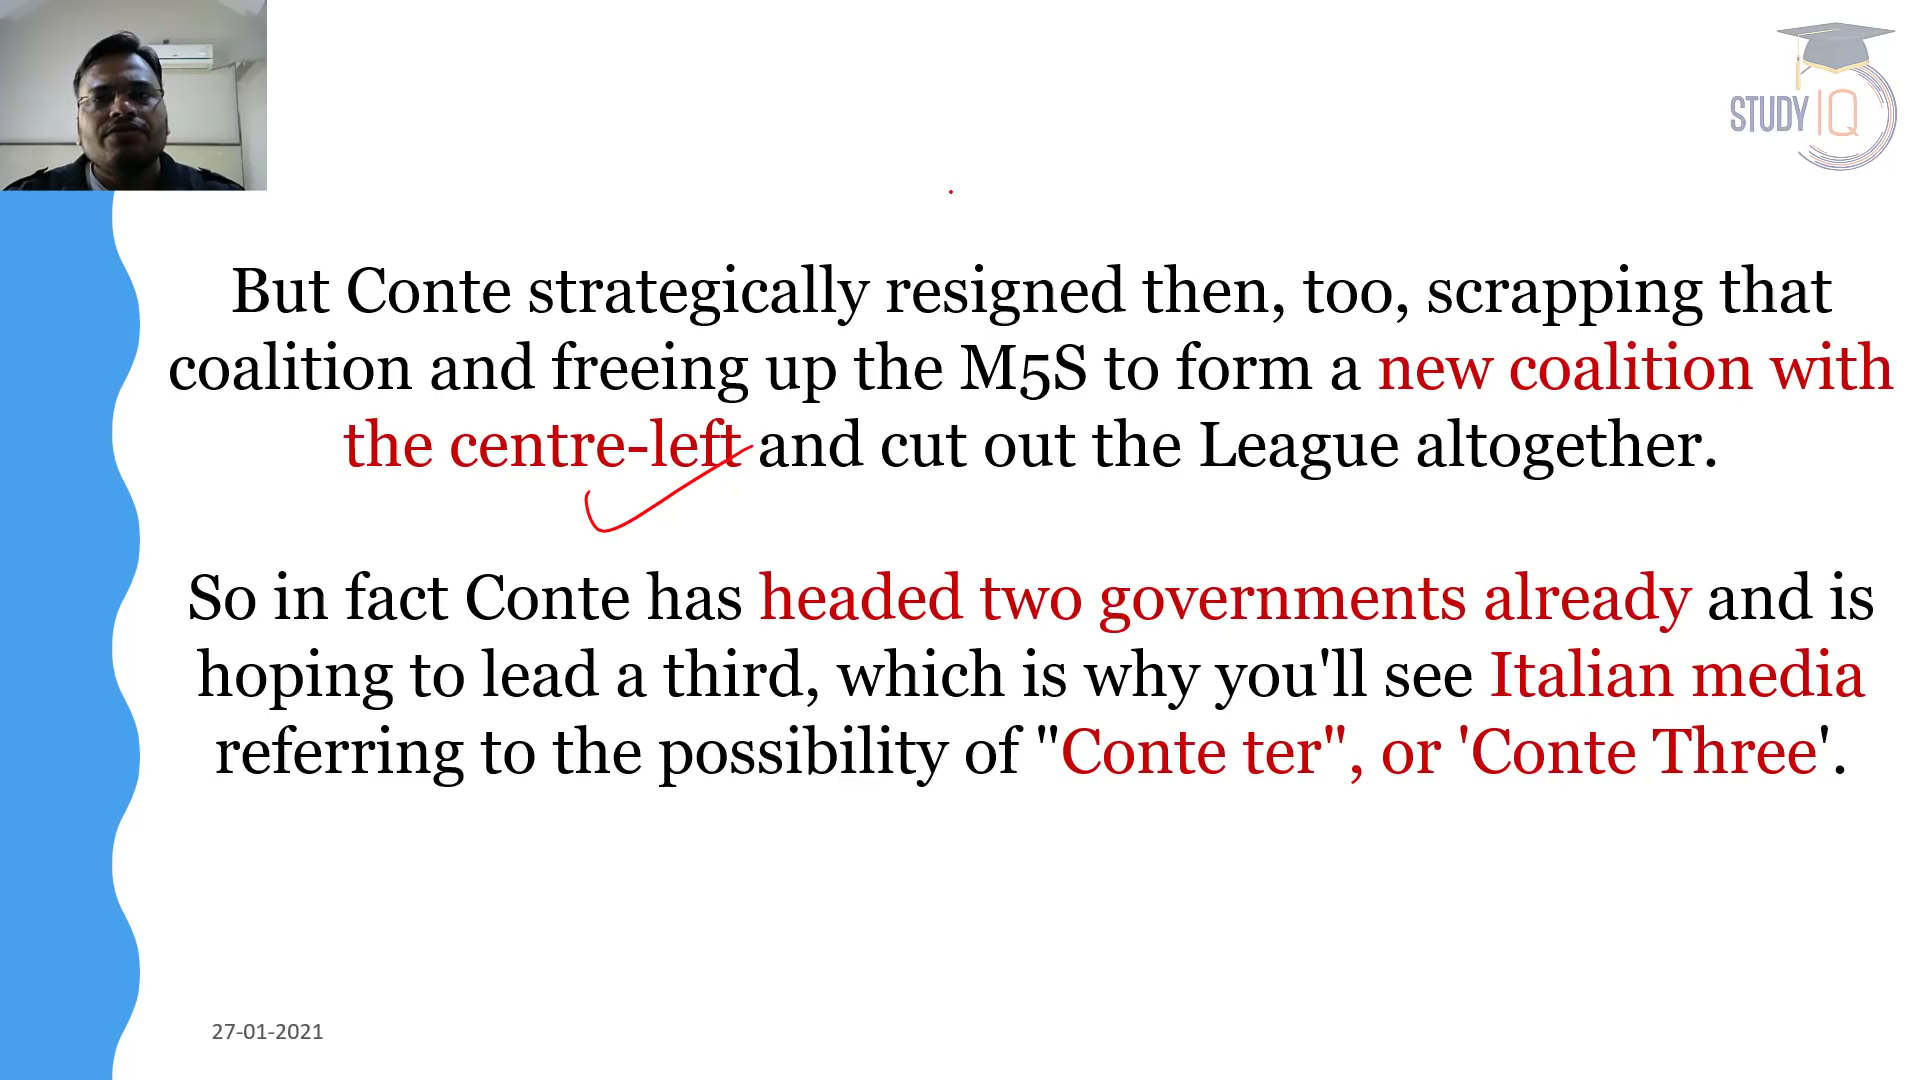 STUDY IQ
But Conte strategically resigned then, too, scrapping that
coalition and freeing up the M5S to form a new coalition with
the centre-left and cut out the League altogether.
So in fact Conte has headed two governments already and is
hoping to lead a third, which is why you'll see Italian media
referring to the possibility of "Conte ter", or 'Conte Three'.
27-01-2021